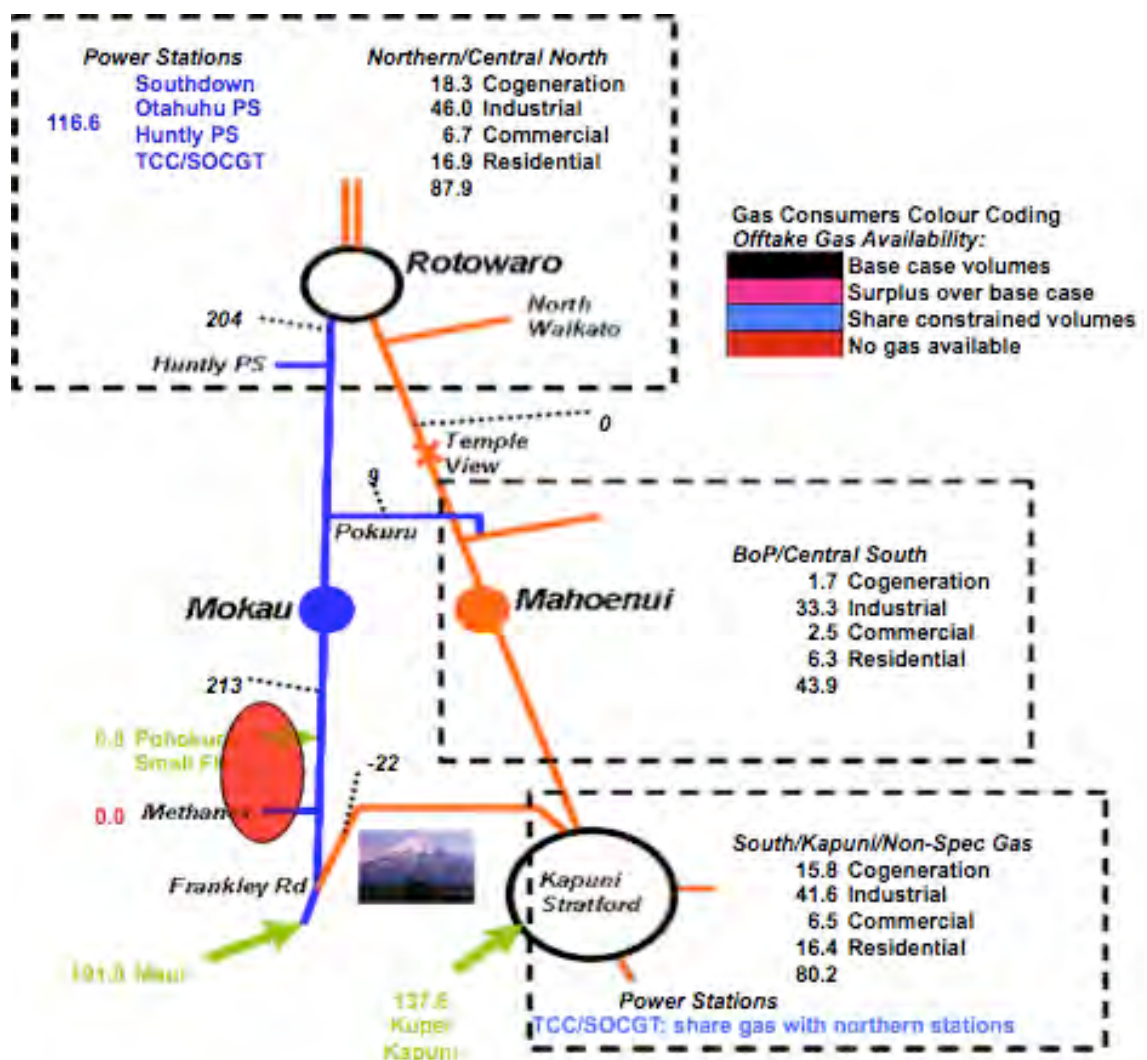 Power Stations
Southdown
Otahuhu PS
116.6
Huntly PS
TCC/SOCGT
Northern/Central North
18.3 Cogeneration
46.0 Industrial
6.7 Commercial
16.9 Residential
87.9
Gas Consumers Colour Coding
Offtake Gas Availability:
Base case volumes
Surplus over base case
Share constrained volumes
No gas available
Rotowaro
North
Waikato
204
Huntly PS
0
Temple
View
9
Pokuru
BoP/Central South
1.7 Cogeneration
33.3 Industrial
2.5 Commercial
6.3 Residential
43.9
Mokau
Mahoenui
213
Small
-22
0.0
Frankley Rd
Kapuni
Stratford
South/Kapuni/Non-Spec Gas
15.8 Cogeneration
41.6 Industrial
6.5 Commercial
16.4 Residential
80.2
Maui
Kapuni
Power Stations
TCC/SOCGT: share gas with northern stations